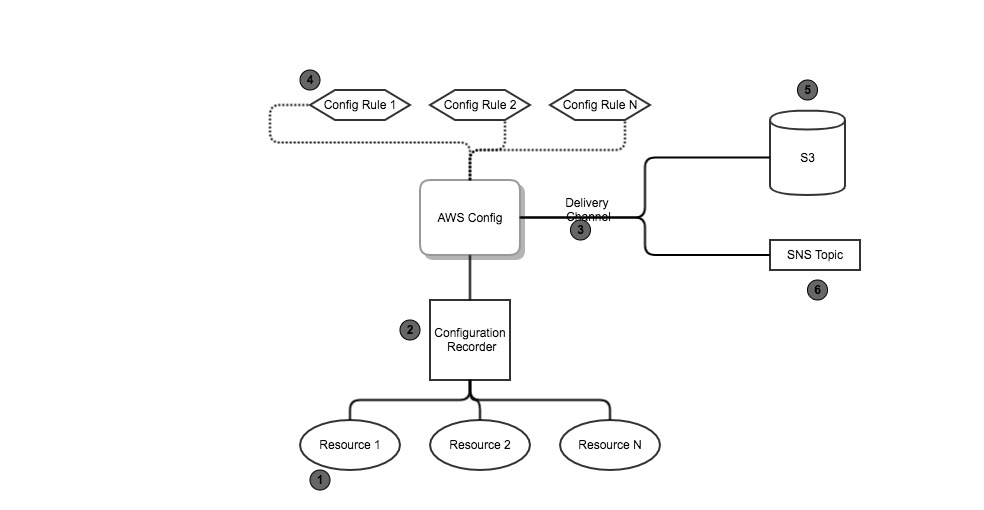 4
Config Rule 1
Config Rule 2
Config Rule N
5
S3
AWS Config
Delivery
Channel
3
SNS Topic
6
2
Configuration
Recorder
Resource 1
Resource 2
Resource N
1